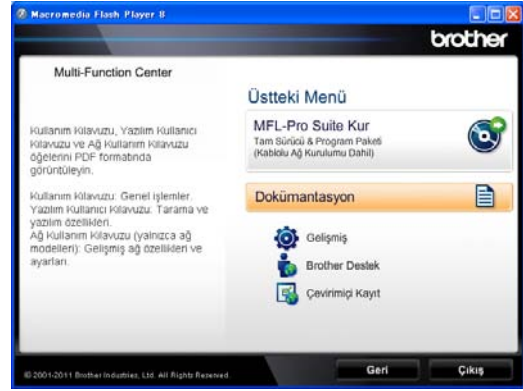 Macromedia Flash Player 8
brother
Multi-Function Center
Kullanım Kılavuzu, Yazılım Kullanıcı
Kılavuzu ve Ağ Kullanım Kılavuzu
öğelerini PDF formatında
görüntüleyin.
Kullanım Kılavuzu: Genel işlemler.
Yazılım Kullanıcı Kılavuzu: Tarama ve
yazılım özellikleri.
Ağ Kullanım Kılavuzu (yalnızca ağ
modelleri): Gelişmiş ağ özellikleri ve
ayarları.
Üstteki Menü
MFL-Pro Suite Kur
Tam Sürücü & Program Paketi
(Kablolu Ağ Kurulumu Dahil)
Dokümantasyon
Gelişmiş
Brother Destek
Çevirimiçi Kayıt
© 2001-2011 Brother Industries, Ltd. All Rights Reserved.
Geri
Çıkış